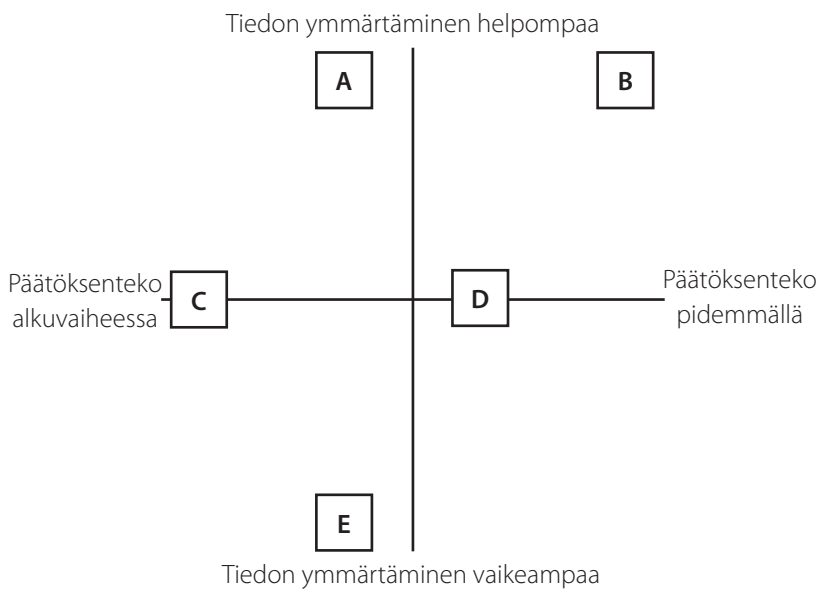 Tiedon ymmärtäminen helpompaa
A
B
Päätöksenteko
alkuvaiheessa
C
D
Päätöksenteko
pidemmällä
E
Tiedon ymmärtäminen vaikeampaa